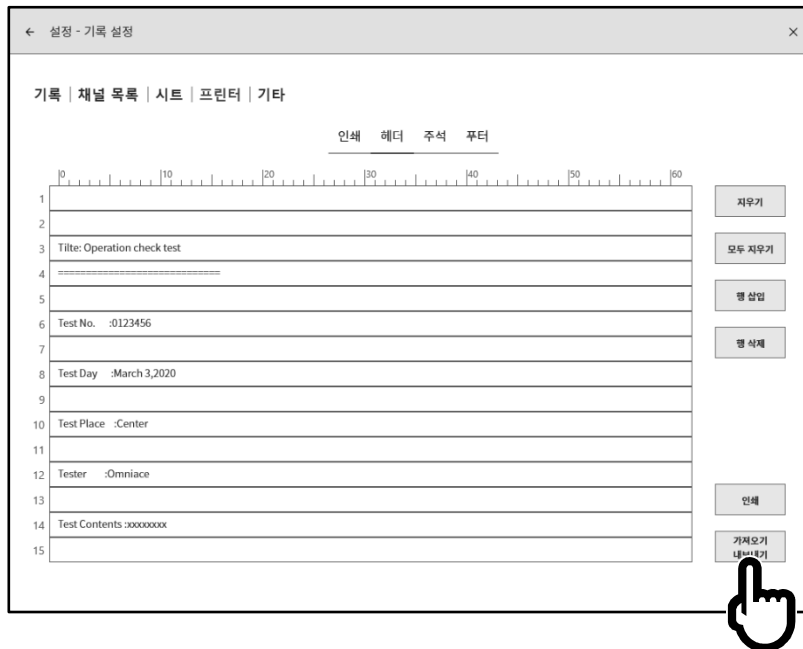 ← 설정 - 기록 설정 ×
기록 | 채널 목록 | 시트 | 프린터 | 기타
인쇄 헤더 주석 푸터
0 10 20 30 40 50 60
1
지우기
2
3 Tilte: Operation check test
모두 지우기
4 =============================
5
행 삽입
6 Test No. :0123456
7
행 삭제
8 Test Day :March 3,2020
9
10 Test Place :Center
11
12 Tester :Omniace
13
인쇄
14 Test Contents :xxxxxxxx
15
가져오기
내보내기